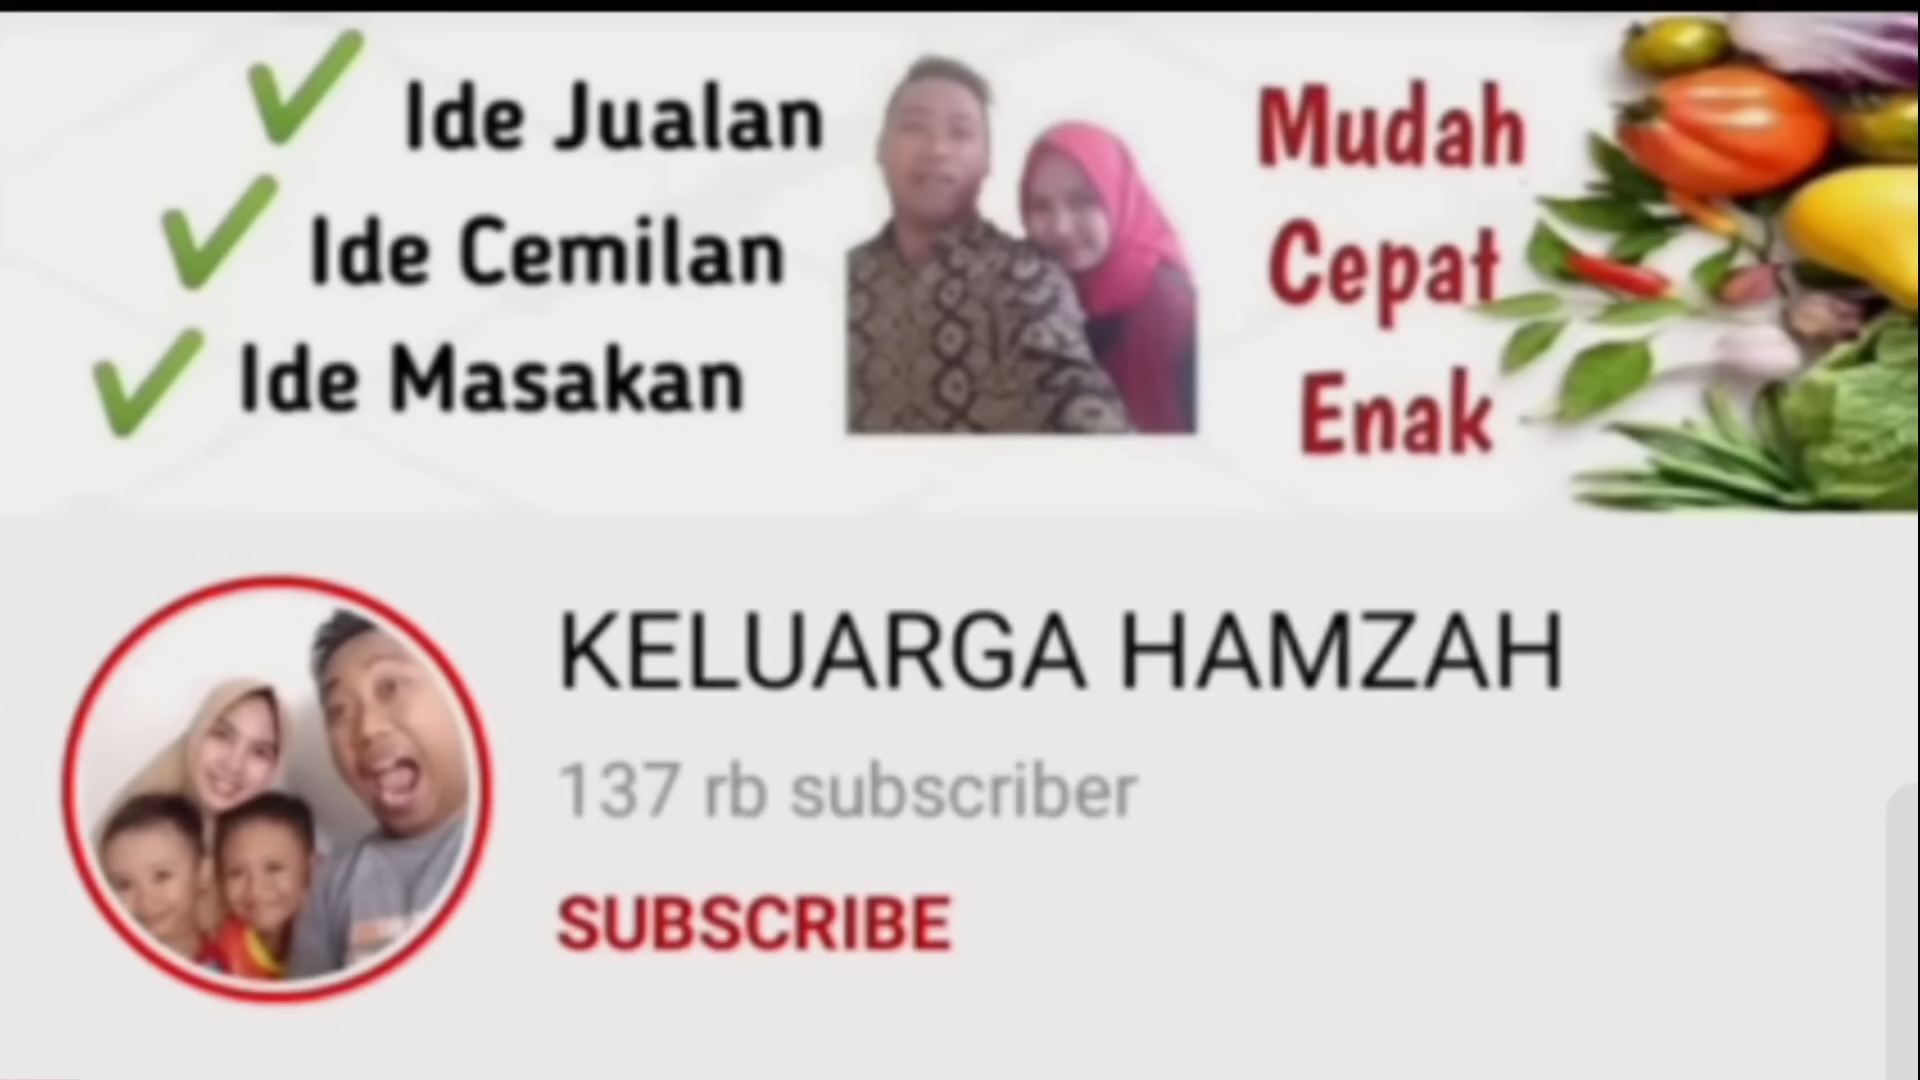 Ide Jualan
Ide Cemilan
Ide Masakan
Mudah
Cepat
Enak
KELUARGA HAMZAH
137 rb subscriber
SUBSCRIBE